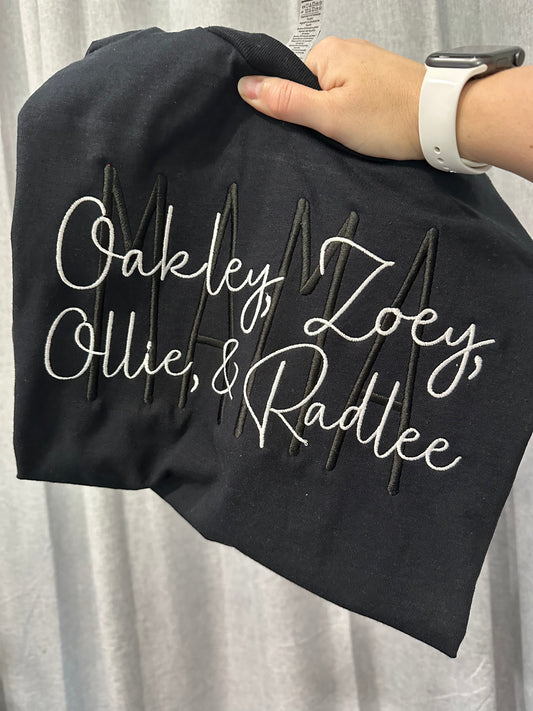 MAMA
Oakley, Zoey,
Ollie, & Radlee